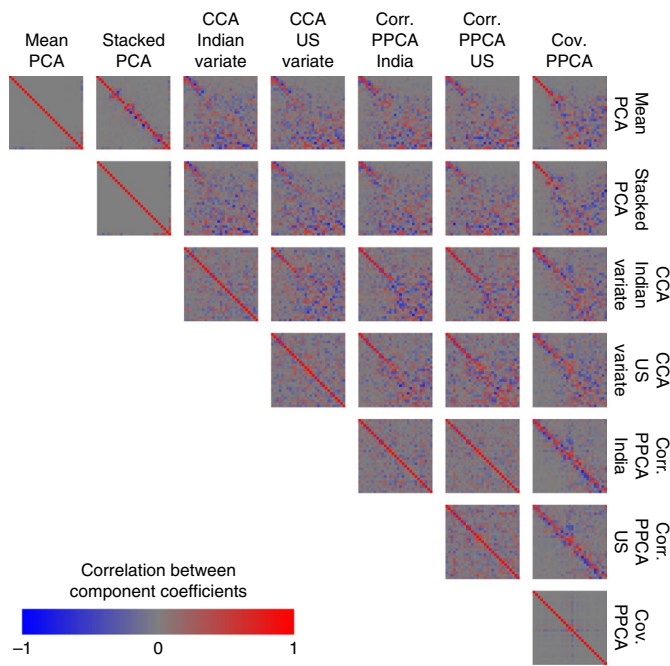 Mean
PCA
Stacked
PCA
CCA
Indian
variate
CCA
US
variate
Corr.
PPCA
India
Corr.
PPCA
US
Cov.
PPCA
Mean
PCA
Stacked
PCA
CCA
Indian
variate
CCA
US
variate
Corr.
PPCA
India
Corr.
PPCA
US
Cov.
PPCA
Correlation between
component coefficients
−1
0
1